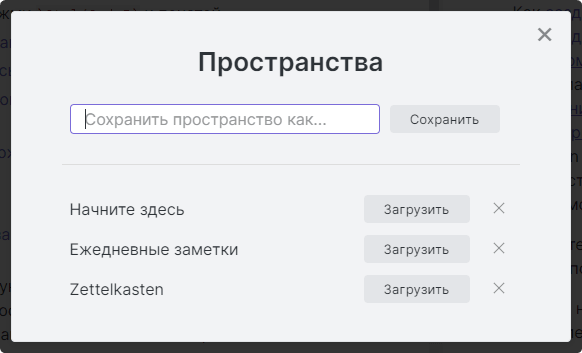 Пространства
Сохранить пространство как...
Сохранить
Начните здесь
Загрузить
Ежедневные заметки
Загрузить
Zettelkasten
Загрузить